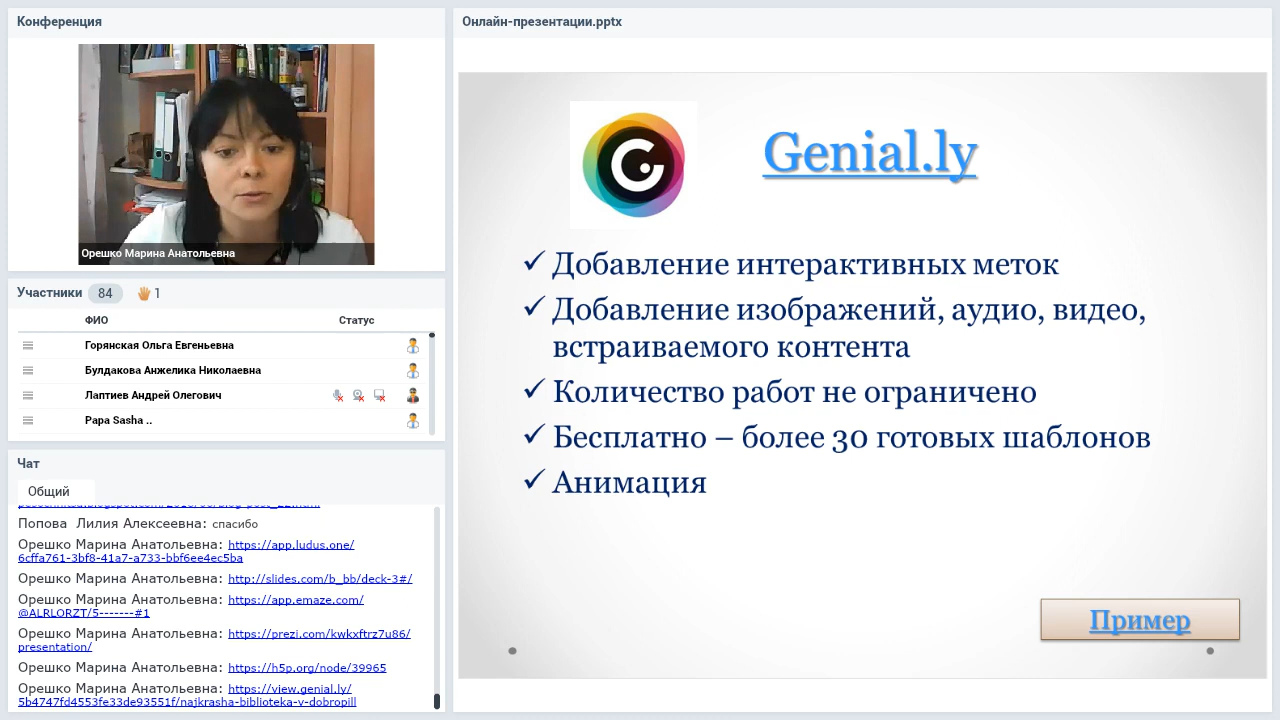 Конференция
Орешко Марина Анатольевна
Участники 84 1
ФИО Статус
Горянская Ольга Евгеньевна
Булдакова Анжелика Николаевна
Лаптиев Андрей Олегович
Papa Sasha ..
Чат
Общий
Попова Лилия Алексеевна: спасибо
Орешко Марина Анатольевна: https://app.ludus.one/
6cffa761-3bf8-41a7-a733-bbf6ee4ec5ba
Орешко Марина Анатольевна: http://slides.com/b_bb/deck-3#/
Орешко Марина Анатольевна: https://app.emaze.com/
@ALRLORZT/5-------#1
Орешко Марина Анатольевна: https://prezi.com/kwkxftrz7u86/
presentation/
Орешко Марина Анатольевна: https://h5p.org/node/39965
Орешко Марина Анатольевна: https://view.genial.ly/
5b4747fd4553fe33de93551f/najkrasha-biblioteka-v-dobropill
Онлайн-презентации.pptx
Genial.ly
✓ Добавление интерактивных меток
✓ Добавление изображений, аудио, видео,
встраиваемого контента
✓ Количество работ не ограничено
✓ Бесплатно – более 30 готовых шаблонов
✓ Анимация
Пример